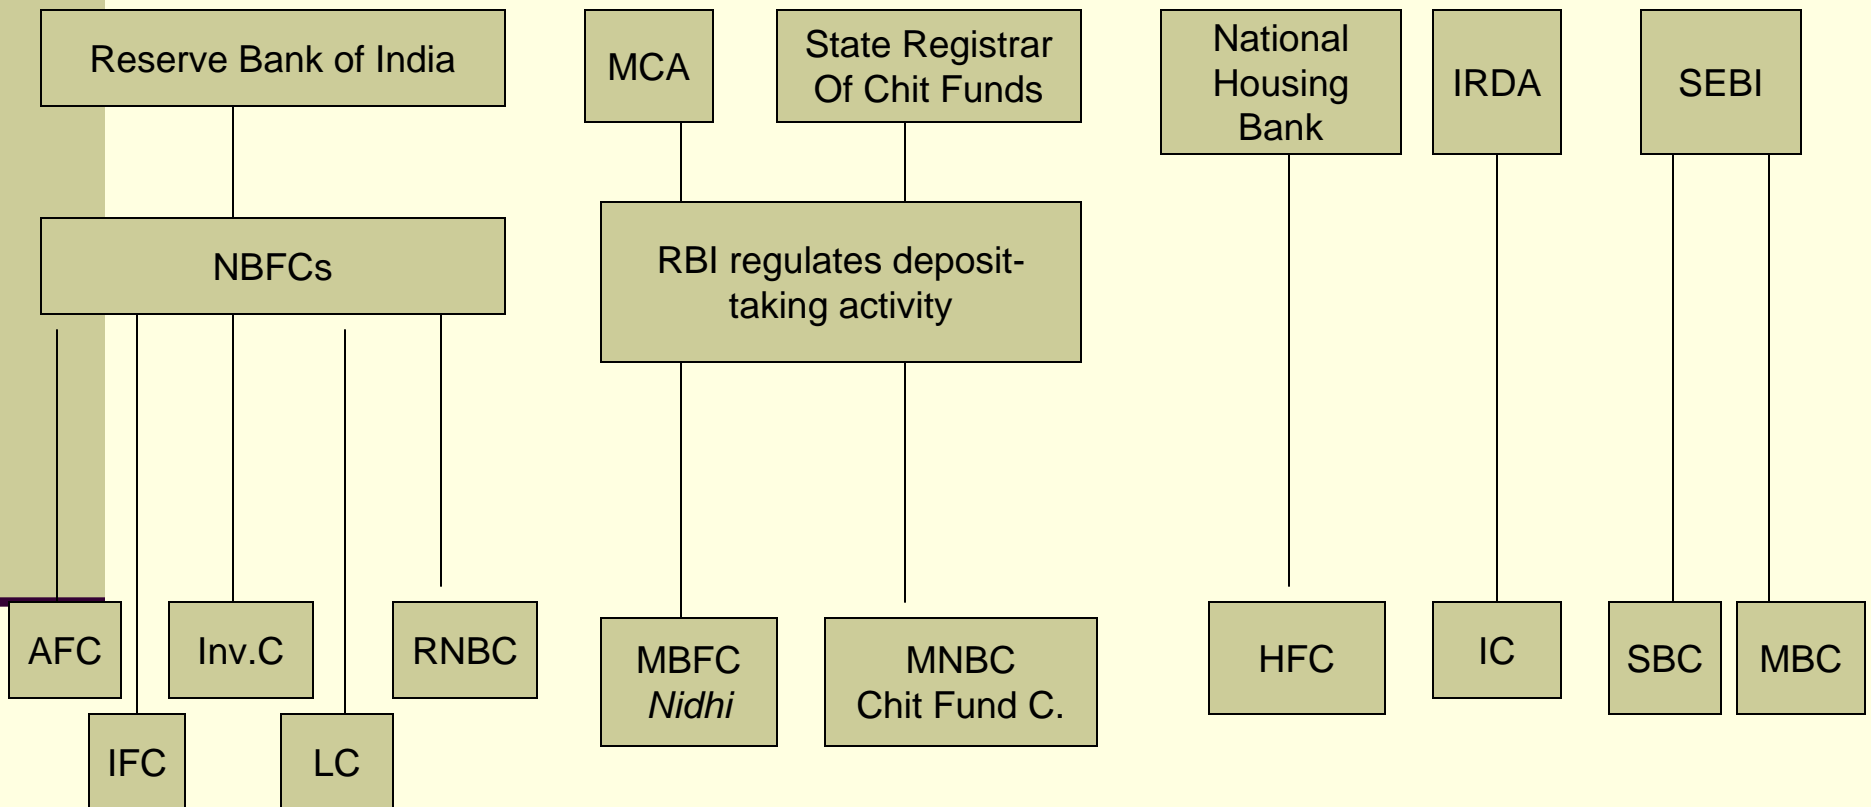 Reserve Bank of India
MCA
State Registrar
Of Chit Funds
National
Housing
Bank
IRDA
SEBI
NBFCs
RBI regulates deposit-
taking activity
AFC
Inv.C
RNBC
MBFC
Nidhi
MNBC
Chit Fund C.
HFC
IC
SBC
MBC
IFC
LC